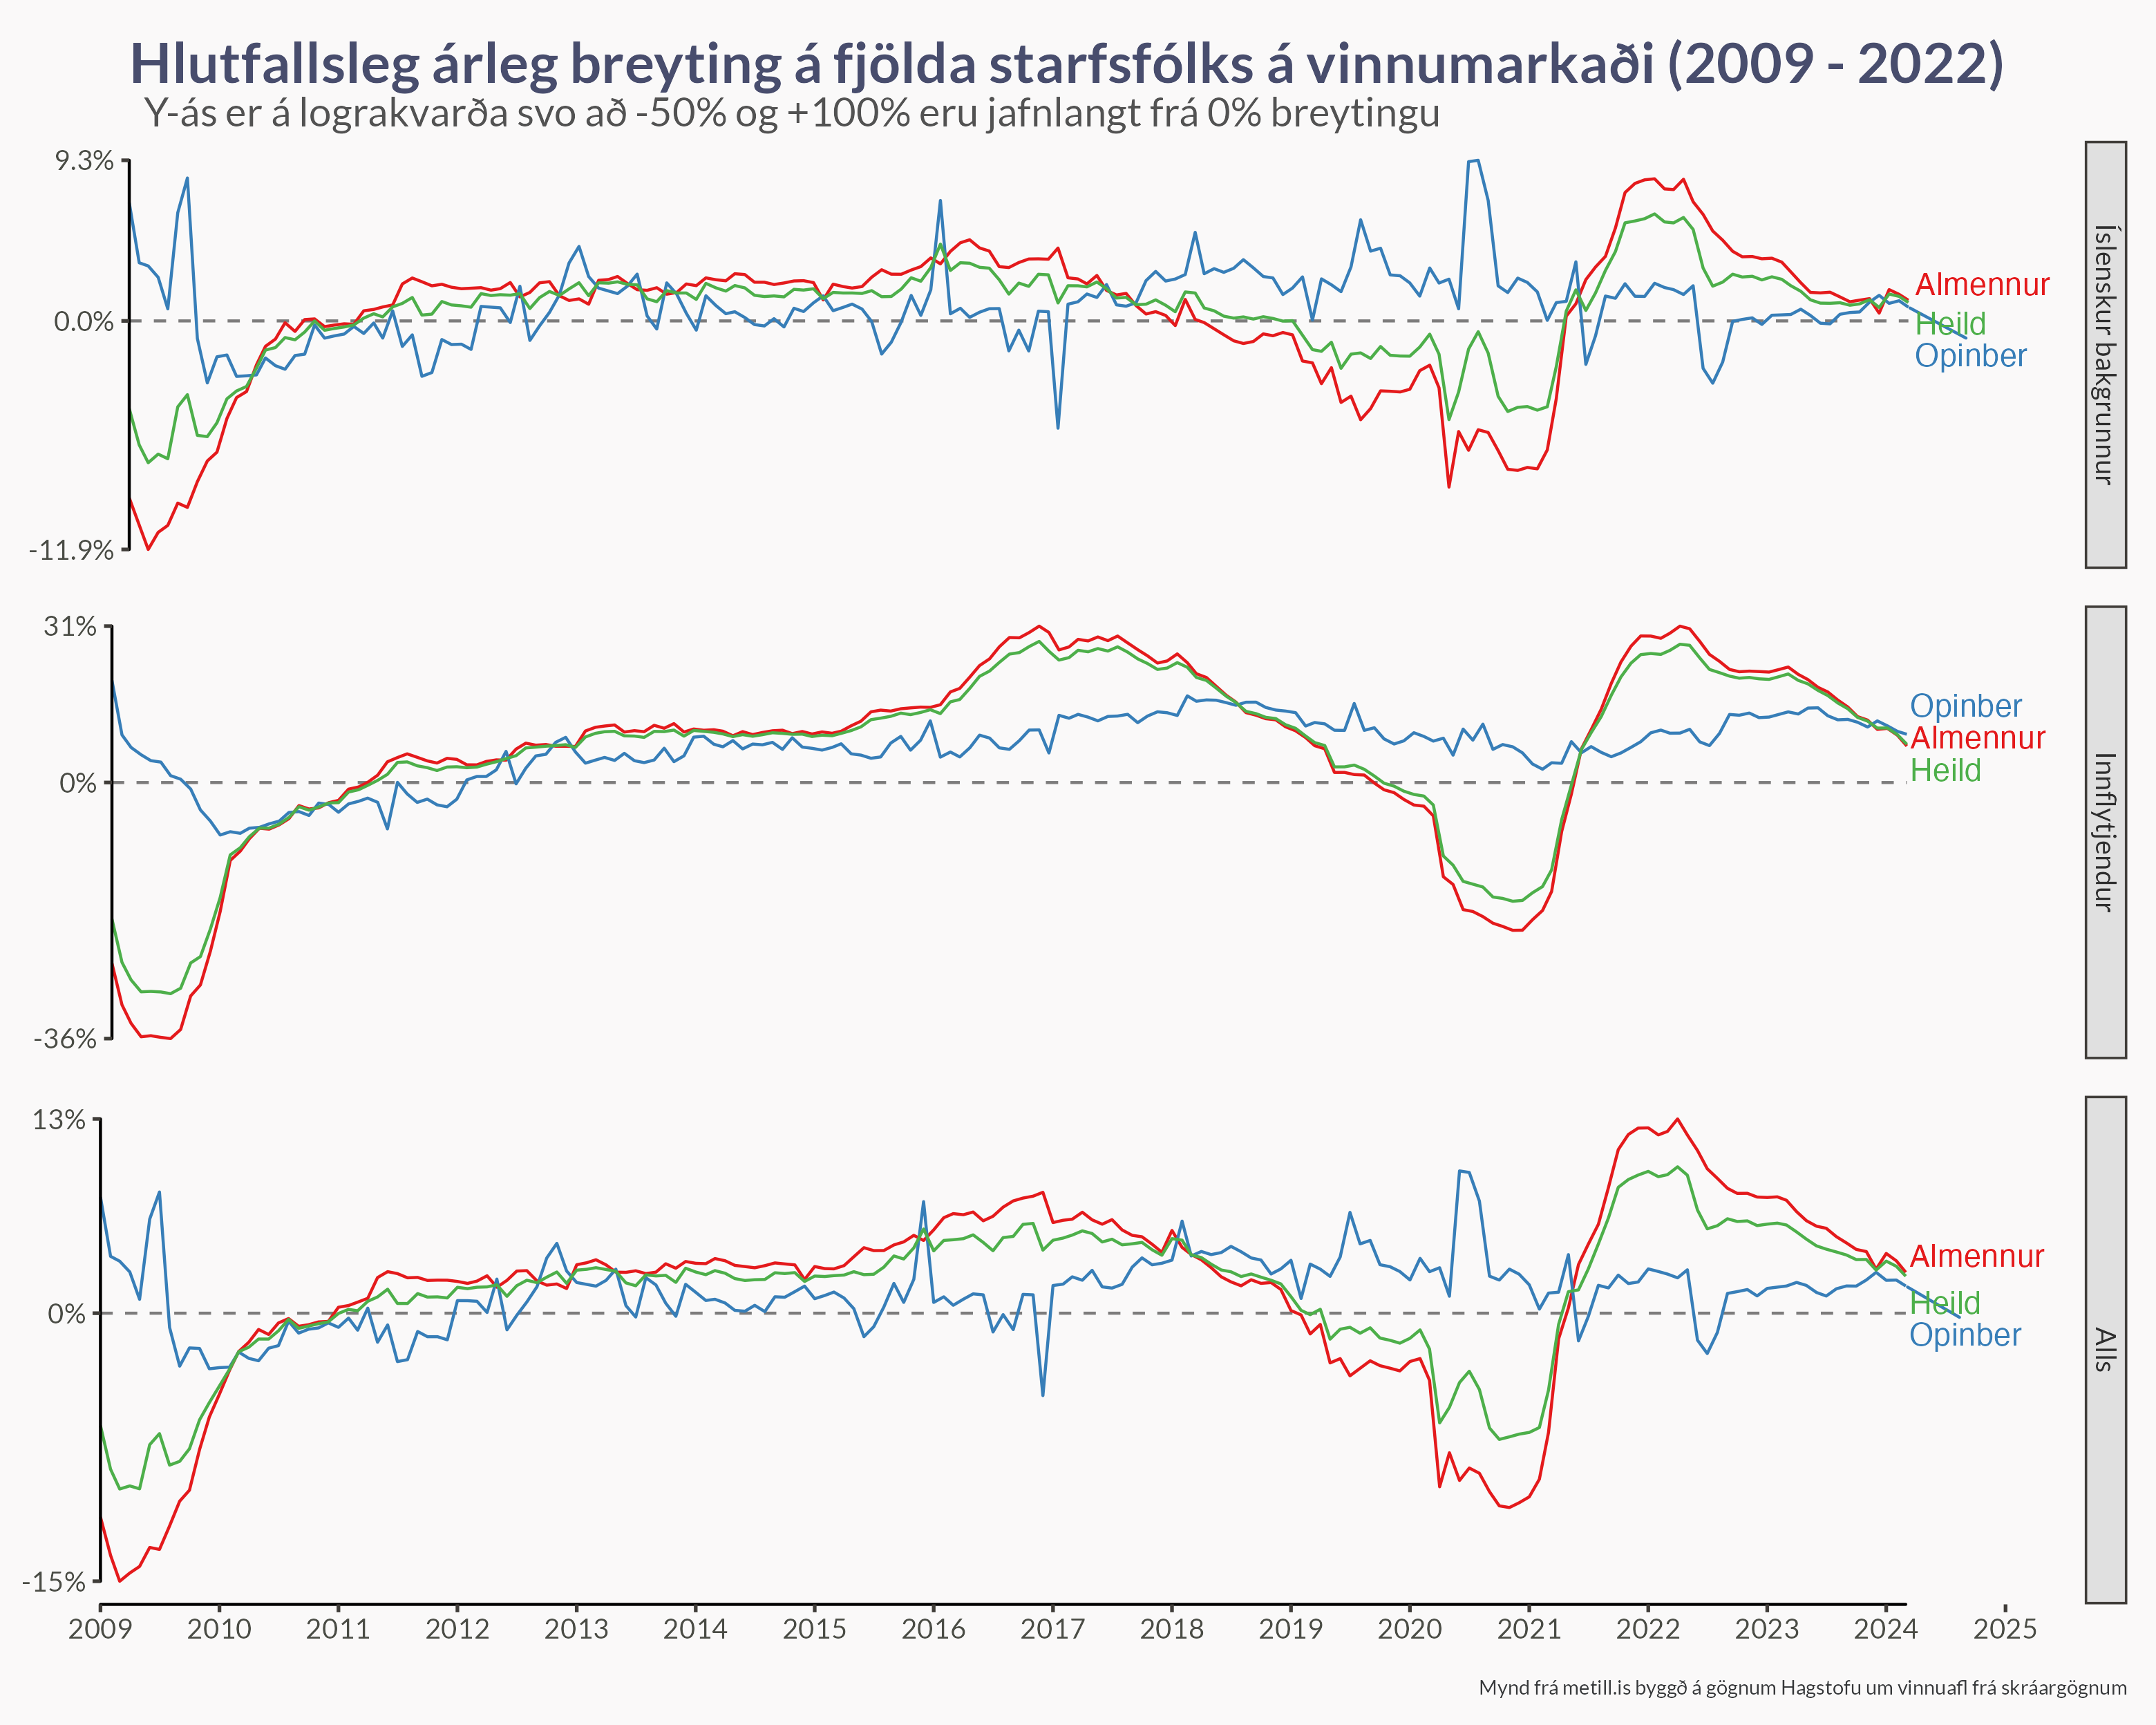 Hlutfallsleg árleg breyting á fjölda starfsfólks á vinnumarkaði (2009 - 2022)
Y-ás er á lograkvarða svo að -50% og +100% eru jafnlangt frá 0% breytingu
9.3%
0.0%
-11.9%
Almennur
Heild
Opinber
Íslenskur bakgrunnur
31%
0%
-36%
Opinber
Almennur
Heild
Innflytjendur
13%
0%
-15%
Almennur
Heild
Opinber
Alls
2009 2010 2011 2012 2013 2014 2015 2016 2017 2018 2019 2020 2021 2022 2023 2024 2025
Mynd frá metill.is byggð á gögnum Hagstofu um vinnuafl frá skráargögnum